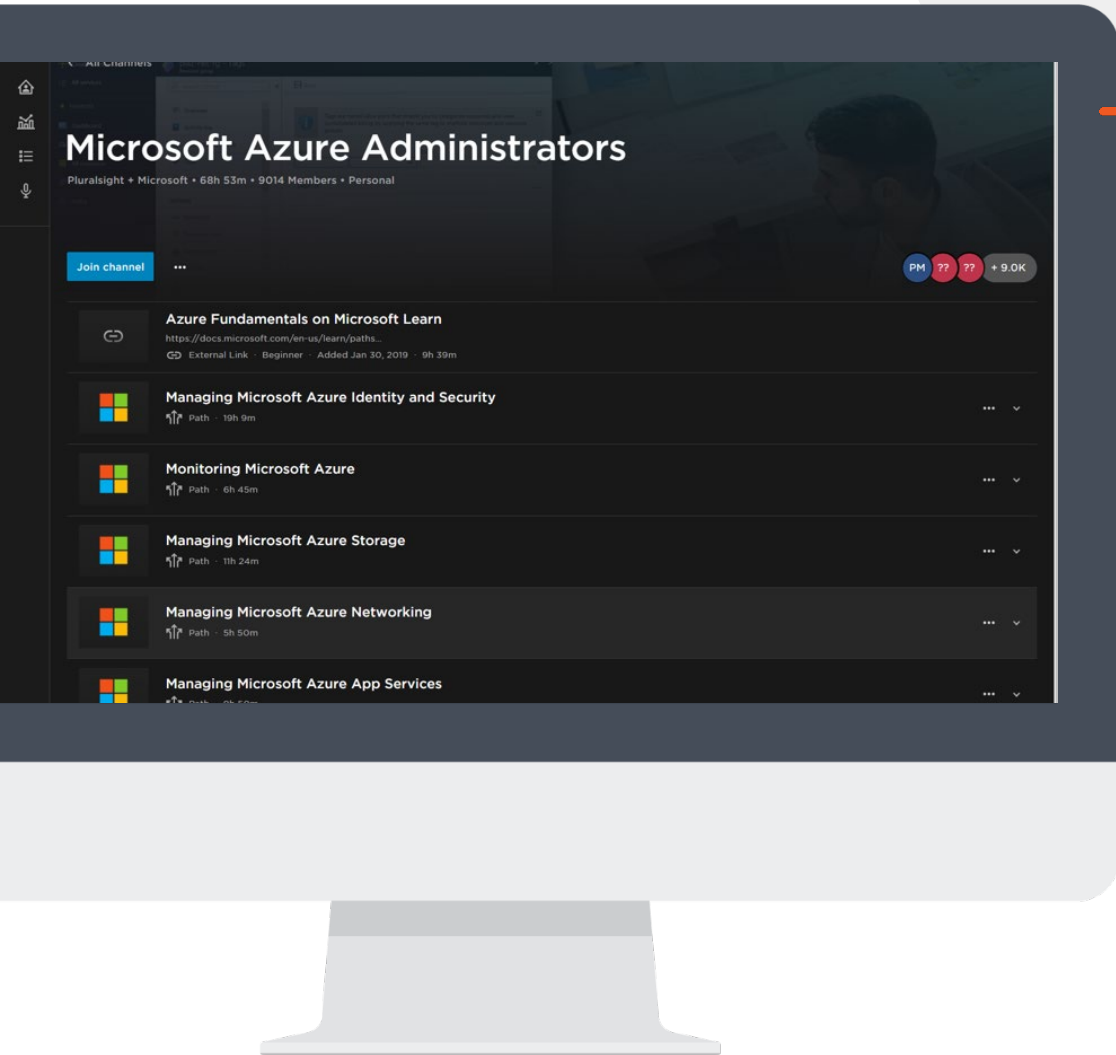 All Channels
Microsoft Azure Administrators
Pluralsight + Microsoft • 68h 53m • 9014 Members • Personal
Join channel
PM ?? ?? + 9.0K
Azure Fundamentals on Microsoft Learn
https://docs.microsoft.com/en-us/learn/paths...
External Link · Beginner · Added Jan 30, 2019 · 9h 39m
Managing Microsoft Azure Identity and Security
Path · 19h 9m
Monitoring Microsoft Azure
Path · 6h 45m
Managing Microsoft Azure Storage
Path · 11h 24m
Managing Microsoft Azure Networking
Path · 5h 50m
Managing Microsoft Azure App Services
Path